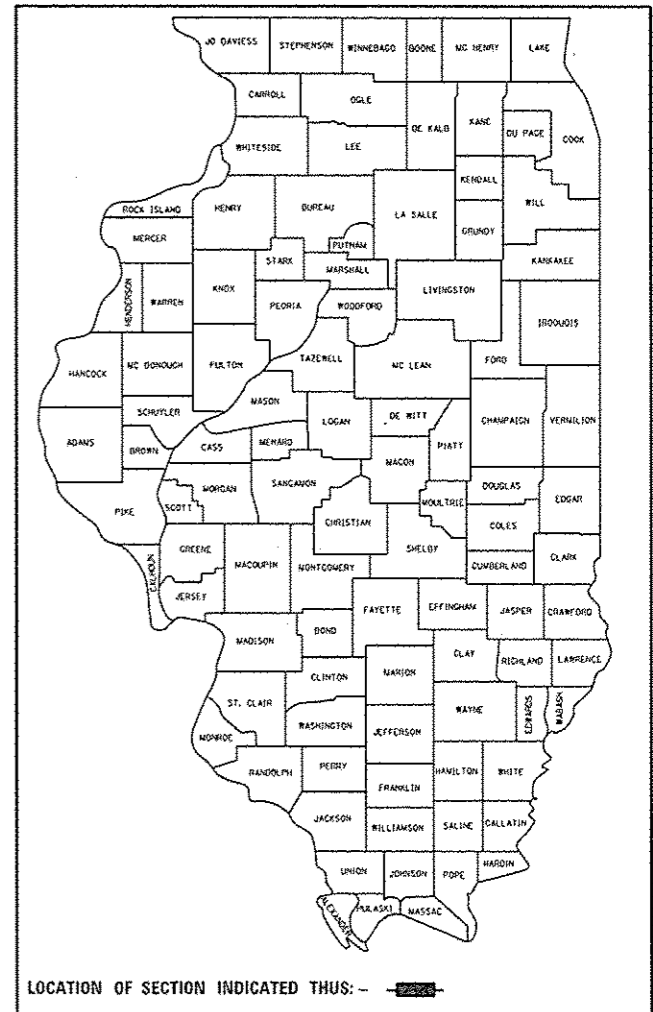 JO DAVIESS
STEPHENSON
WINNEBAGO
BOONE
MC HENRY
LAKE
CARROLL
OGLE
DE KALB
KANE
DU PAGE
COOK
WHITESIDE
LEE
KENDALL
WILL
ROCK ISLAND
HENRY
BUREAU
LA SALLE
GRUNDY
MERCER
PUTNAM
KANKAKEE
STARK
MARSHALL
HENDERSON
WARREN
KNOX
PEORIA
WOODFORD
LIVINGSTON
IROQUOIS
HANCOCK
MC DONOUGH
FULTON
TAZEWELL
MC LEAN
FORD
SCHUYLER
MASON
LOGAN
DE WITT
CHAMPAIGN
VERMILION
ADAMS
BROWN
CASS
MENARD
PIATT
MACON
PIKE
SCOTT
MORGAN
SANGAMON
CHRISTIAN
MOULTRIE
DOUGLAS
EDGAR
COLES
CALHOUN
GREENE
MACOUPIN
MONTGOMERY
SHELBY
CUMBERLAND
CLARK
JERSEY
FAYETTE
EFFINGHAM
JASPER
CRAWFORD
MADISON
BOND
CLAY
RICHLAND
LAWRENCE
CLINTON
MARION
ST. CLAIR
WAYNE
EDWARDS
WABASH
MONROE
WASHINGTON
JEFFERSON
RANDOLPH
PERRY
HAMILTON
WHITE
FRANKLIN
JACKSON
WILLIAMSON
SALINE
GALLATIN
UNION
JOHNSON
POPE
HARDIN
ALEXANDER
PULASKI
MASSAC
LOCATION OF SECTION INDICATED THUS: -